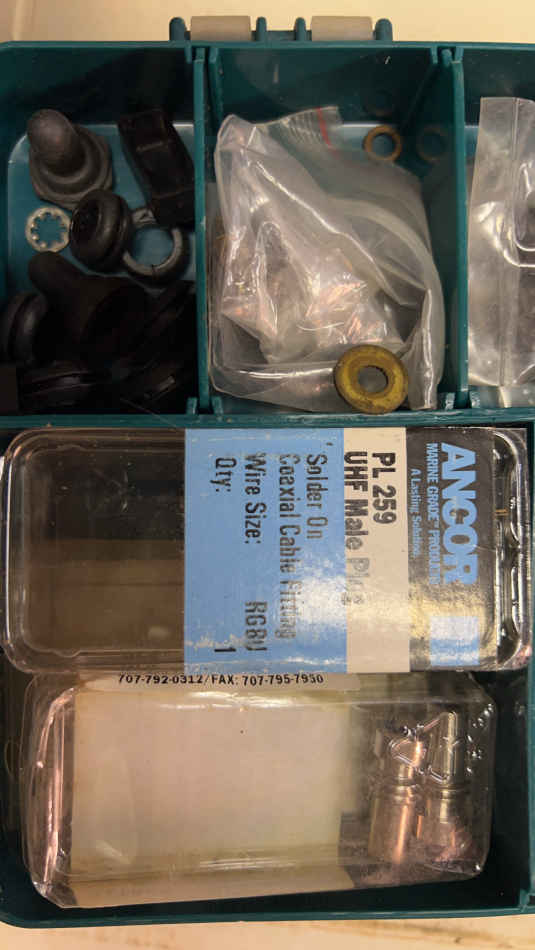 ANCOR
MARINE GRADE™ PRODUCTS
A Lasting Solution
PL 259
UHF Male Plug
Solder On
Coaxial Cable Fitting
Wire Size: RG8U
Qty: 1
707-792-0312/FAX: 707-795-7950